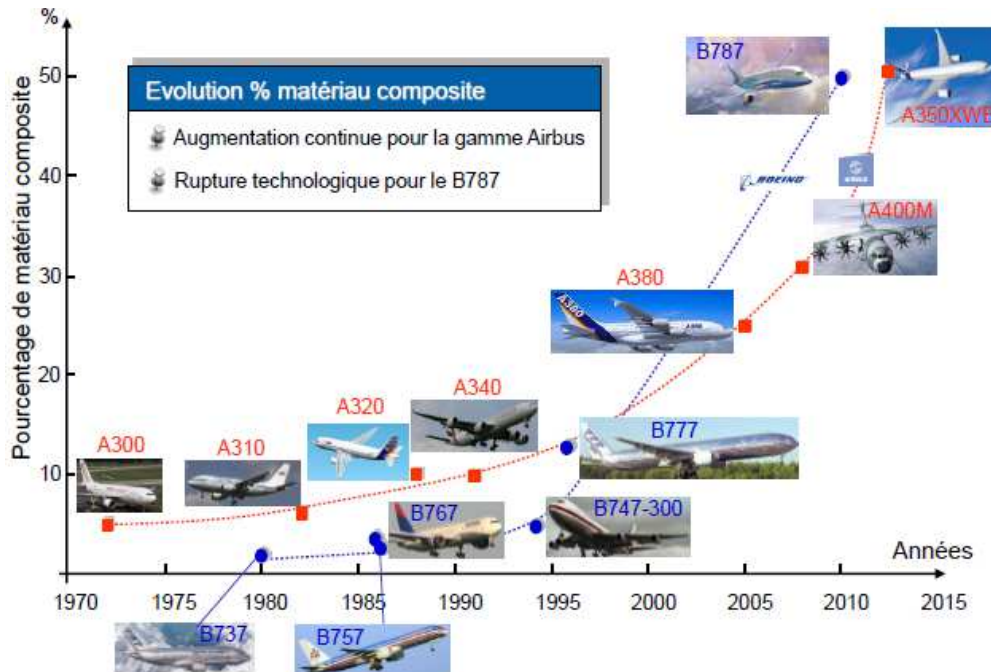 %
50
40
30
20
10
Pourcentage de matériau composite
Evolution % matériau composite
Augmentation continue pour la gamme Airbus
Rupture technologique pour le B787
B787
A350XWB
BOEING
A400M
A380
A380
A340
A320
A310
A300
B777
B767
B747-300
Années
1970 1975 1980 1985 1990 1995 2000 2005 2010 2015
B737
B757